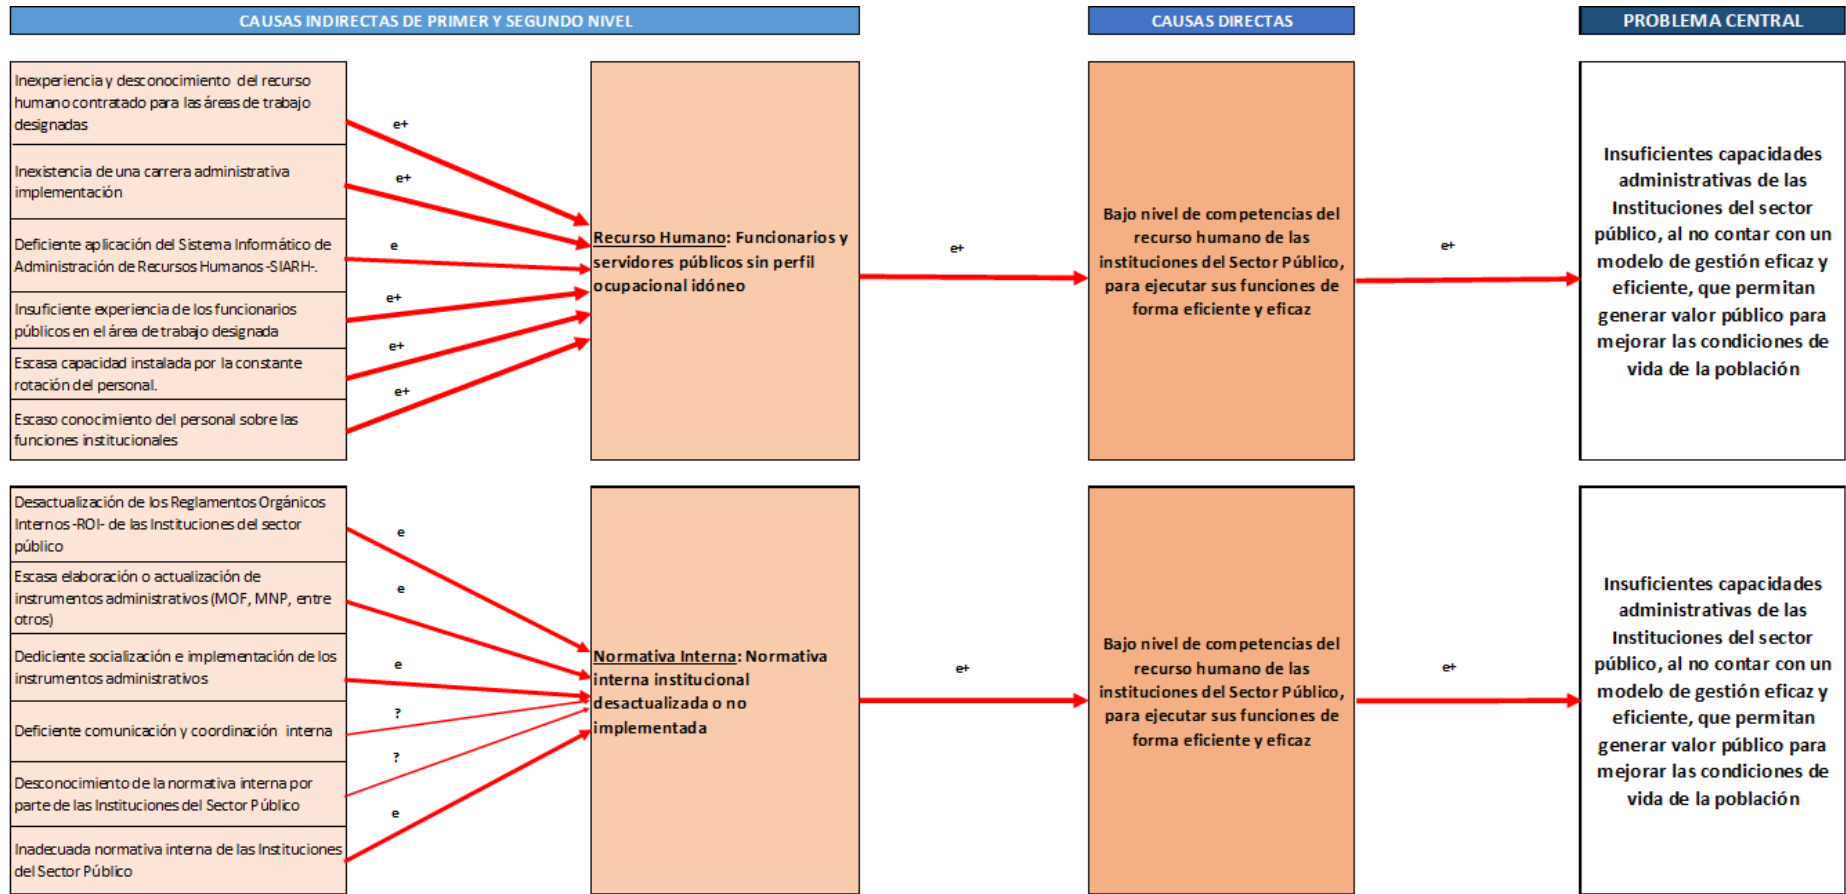 CAUSAS INDIRECTAS DE PRIMER Y SEGUNDO NIVEL
CAUSAS DIRECTAS
PROBLEMA CENTRAL
Inexperiencia y desconocimiento del recurso
humano contratado para las áreas de trabajo
designadas
e+
Inexistencia de una carrera administrativa
implementación
e+
Deficiente aplicación del Sistema Informático de
Administración de Recursos Humanos -SIARH-.
e
Insuficiente experiencia de los funcionarios
públicos en el área de trabajo designada
e+
Escasa capacidad instalada por la constante
rotación del personal.
e+
Escaso conocimiento del personal sobre las
funciones institucionales
e+
Recurso Humano: Funcionarios y
servidores públicos sin perfil
ocupacional idóneo
e+
Bajo nivel de competencias del
recurso humano de las
instituciones del Sector Público,
para ejecutar sus funciones de
forma eficiente y eficaz
e+
Insuficientes capacidades
administrativas de las
Instituciones del sector
público, al no contar con un
modelo de gestión eficaz y
eficiente, que permitan
generar valor público para
mejorar las condiciones de
vida de la población
Desactualización de los Reglamentos Orgánicos
Internos -ROI- de las Instituciones del sector
público
e
Escasa elaboración o actualización de
instrumentos administrativos (MOF, MNP, entre
otros)
e
Dediciente socialización e implementación de los
instrumentos administrativos
e
Deficiente comunicación y coordinación interna
?
Desconocimiento de la normativa interna por
parte de las Instituciones del Sector Público
?
Inadecuada normativa interna de las Instituciones
del Sector Público
e
Normativa Interna: Normativa
interna institucional
desactualizada o no
implementada
e+
Bajo nivel de competencias del
recurso humano de las
instituciones del Sector Público,
para ejecutar sus funciones de
forma eficiente y eficaz
e+
Insuficientes capacidades
administrativas de las
Instituciones del sector
público, al no contar con un
modelo de gestión eficaz y
eficiente, que permitan
generar valor público para
mejorar las condiciones de
vida de la población